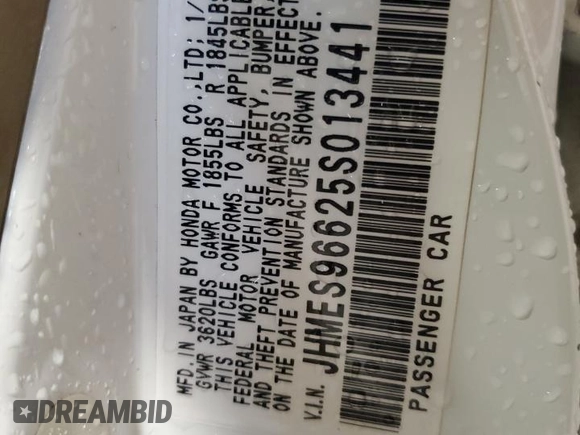 MFD. IN JAPAN BY HONDA MOTOR CO., LTD; 1/
GVWR 3620LBS GAWR F 1855LBS R 1845LBS
THIS VEHICLE CONFORMS TO ALL APPLICABLE
FEDERAL MOTOR VEHICLE SAFETY, BUMPER
AND THEFT PREVENTION STANDARDS IN EFFECT
ON THE DATE OF MANUFACTURE SHOWN ABOVE.
V.I.N. JHMES96625S013441
PASSENGER CAR
DREAMBID